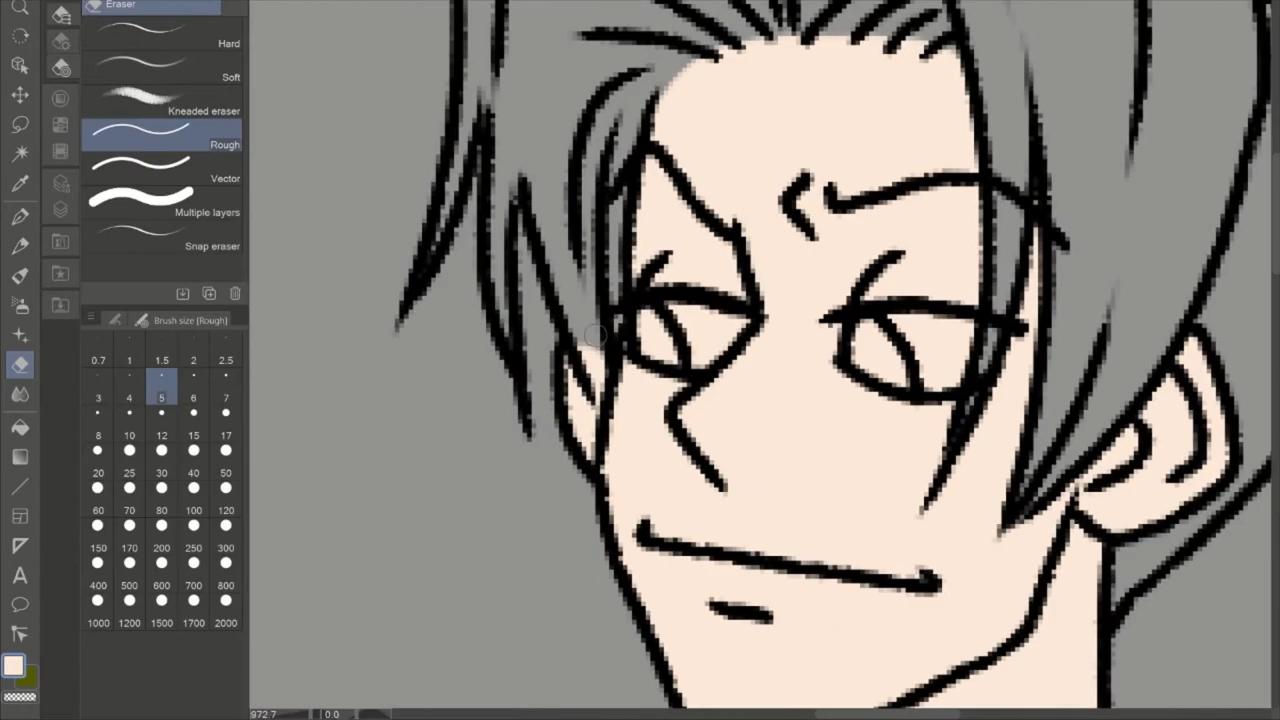 Eraser
Hard
Soft
Kneaded eraser
Rough
Vector
Multiple layers
Snap eraser
Brush size [Rough]
0.7 1 1.5 2 2.5
3 4 5 6 7
8 10 12 15 17
20 25 30 40 50
60 70 80 100 120
150 170 200 250 300
400 500 600 700 800
1000 1200 1500 1700 2000
972.7 0.0